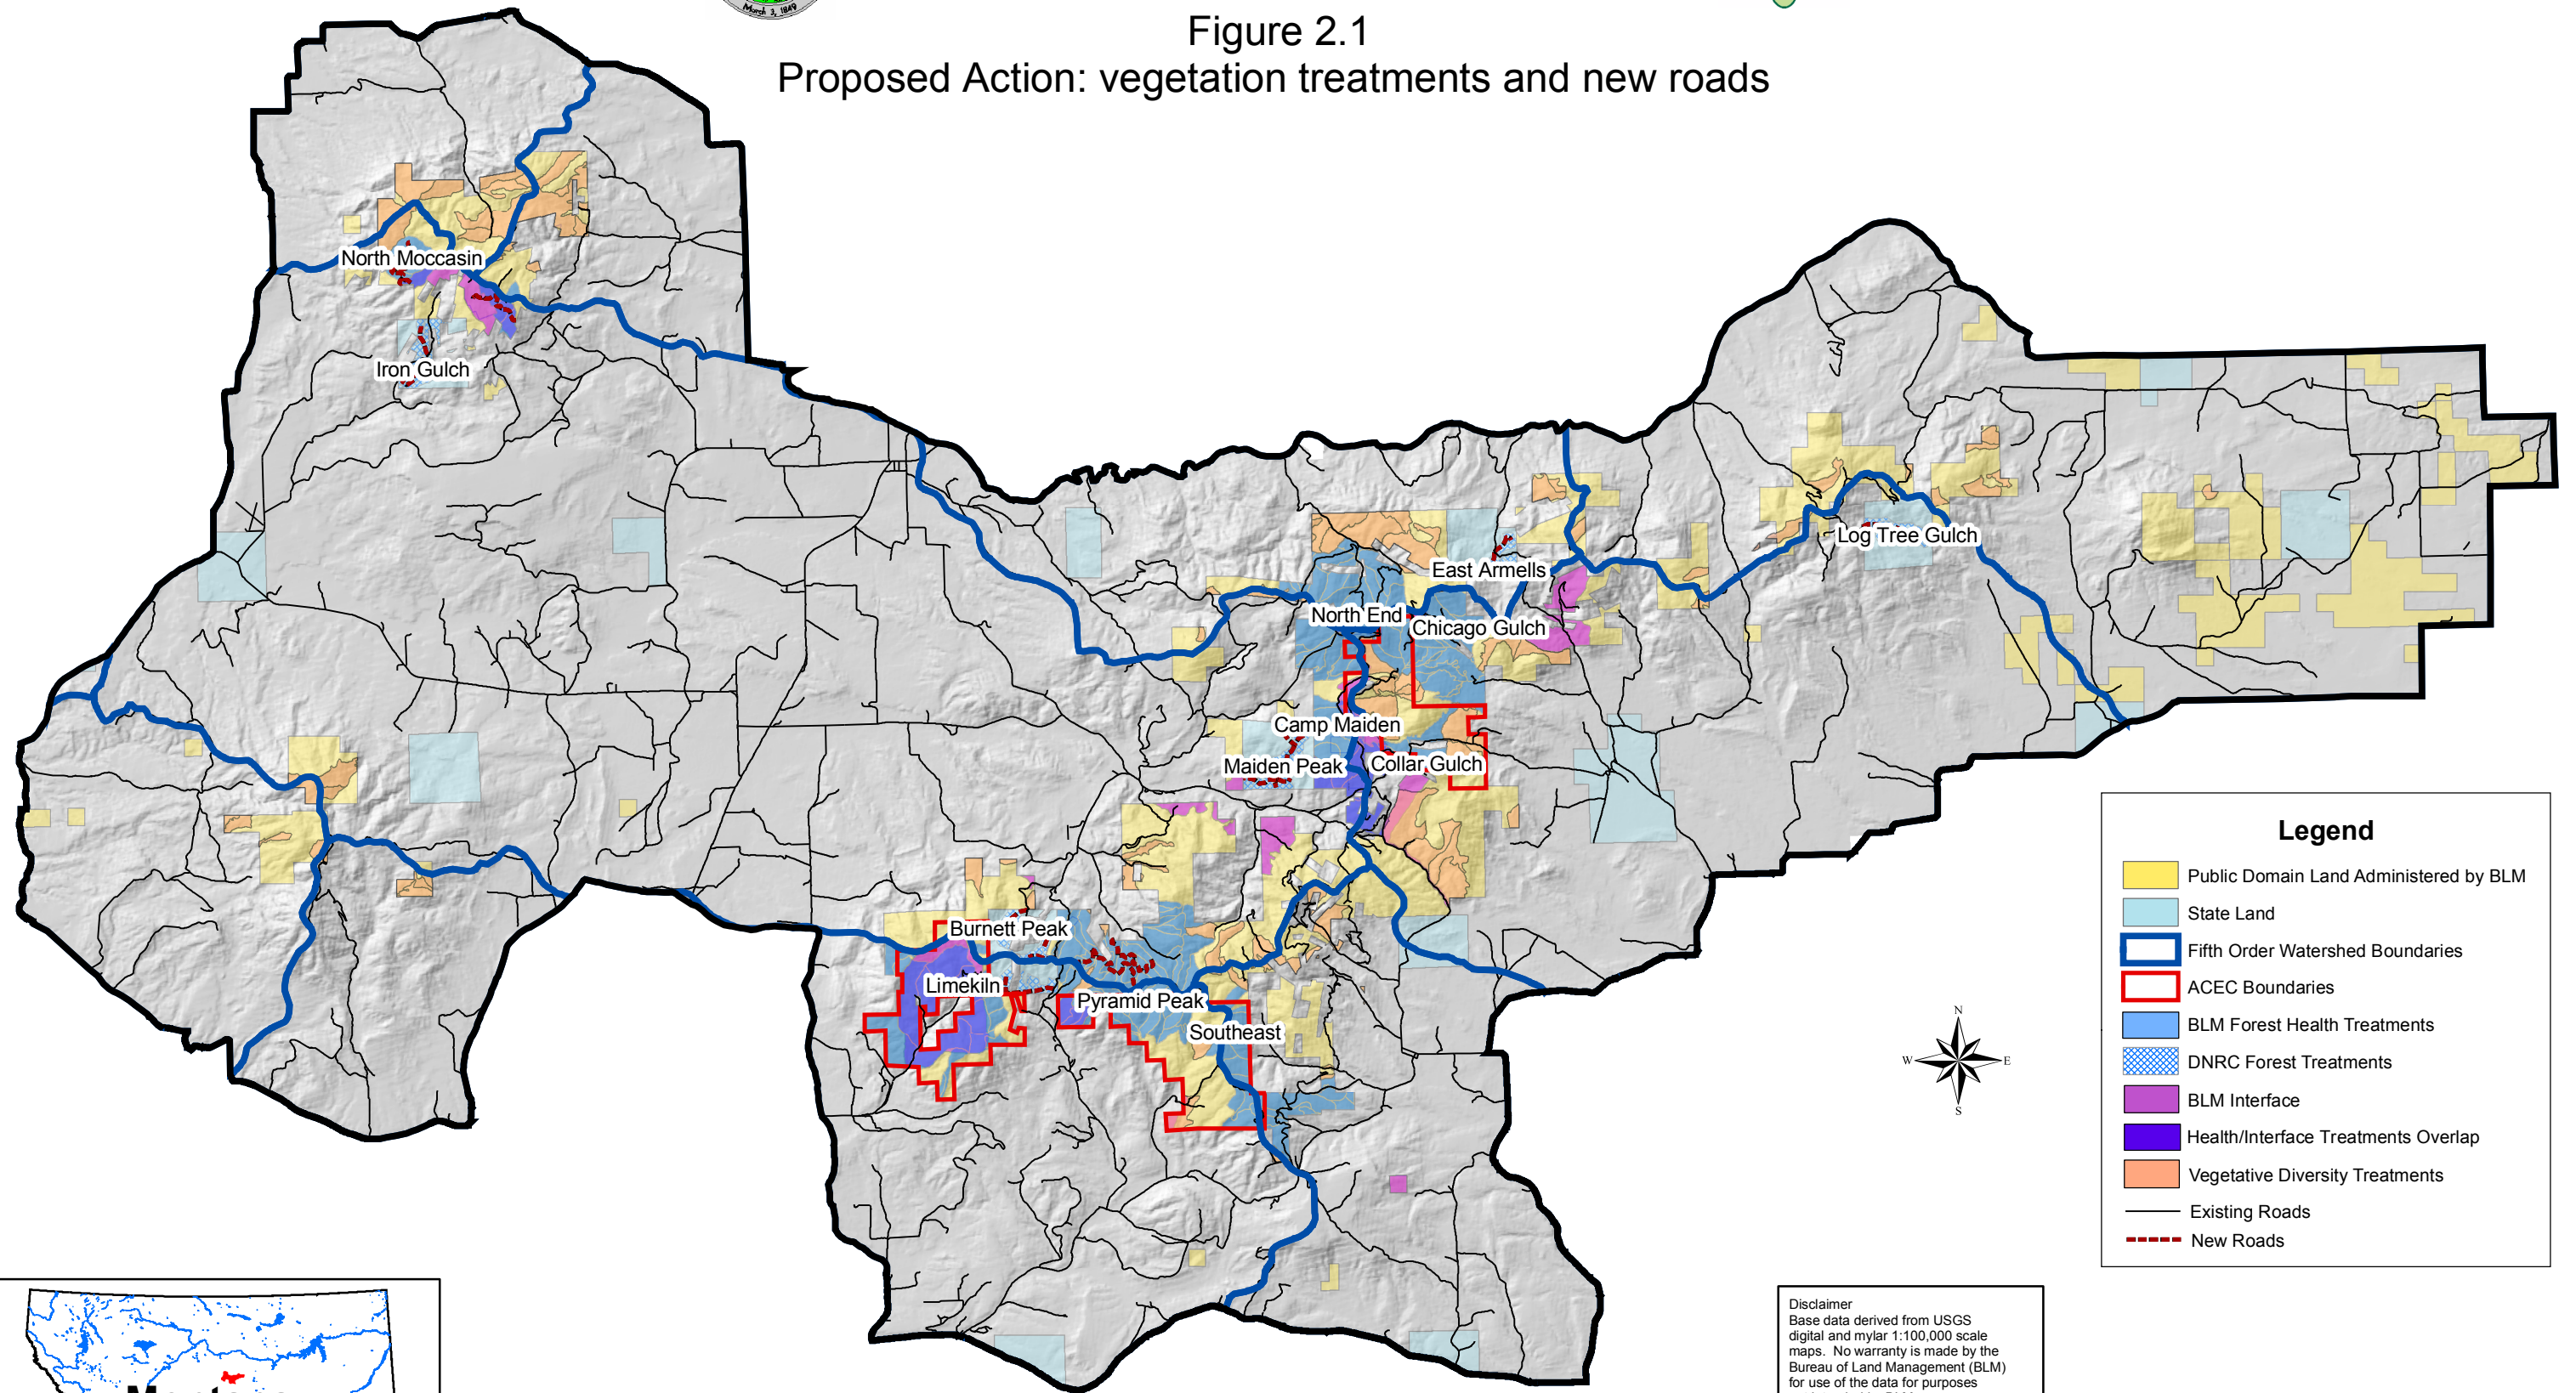 March 3, 1849
Figure 2.1
Proposed Action: vegetation treatments and new roads
North Moccasin
Iron Gulch
Log Tree Gulch
East Armells
North End
Chicago Gulch
Camp Maiden
Maiden Peak
Collar Gulch
Burnett Peak
Limekiln
Pyramid Peak
Southeast
Legend
Public Domain Land Administered by BLM
State Land
Fifth Order Watershed Boundaries
ACEC Boundaries
BLM Forest Health Treatments
DNRC Forest Treatments
BLM Interface
Health/Interface Treatments Overlap
Vegetative Diversity Treatments
Existing Roads
New Roads
N
W
E
S
Disclaimer
Base data derived from USGS
digital and mylar 1:100,000 scale
maps. No warranty is made by the
Bureau of Land Management (BLM)
for use of the data for purposes